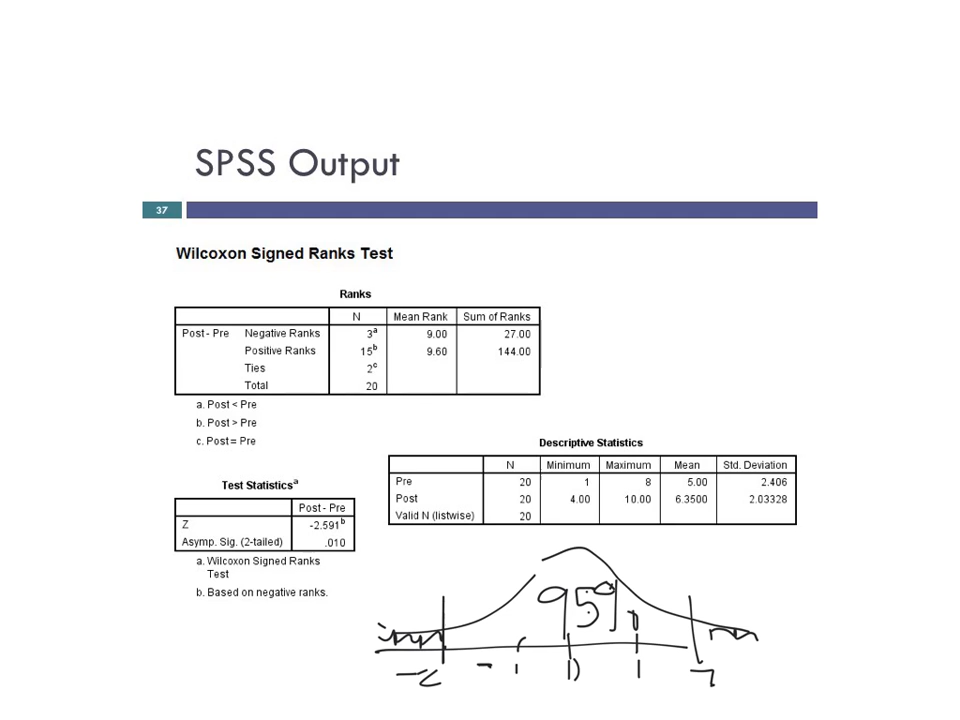 SPSS Output
37
Wilcoxon Signed Ranks Test
Ranks
N Mean Rank Sum of Ranks
Post - Pre Negative Ranks 3a 9.00 27.00
Positive Ranks 15b 9.60 144.00
Ties 2c
Total 20
a. Post < Pre
b. Post > Pre
c. Post = Pre
Descriptive Statistics
N Minimum Maximum Mean Std. Deviation
Pre 20 1 8 5.00 2.406
Post 20 4.00 10.00 6.3500 2.03328
Valid N (listwise) 20
Test Statisticsa
Post - Pre
Z -2.591b
Asymp. Sig. (2-tailed) .010
a. Wilcoxon Signed Ranks
Test
b. Based on negative ranks.
95%
-1 0 1